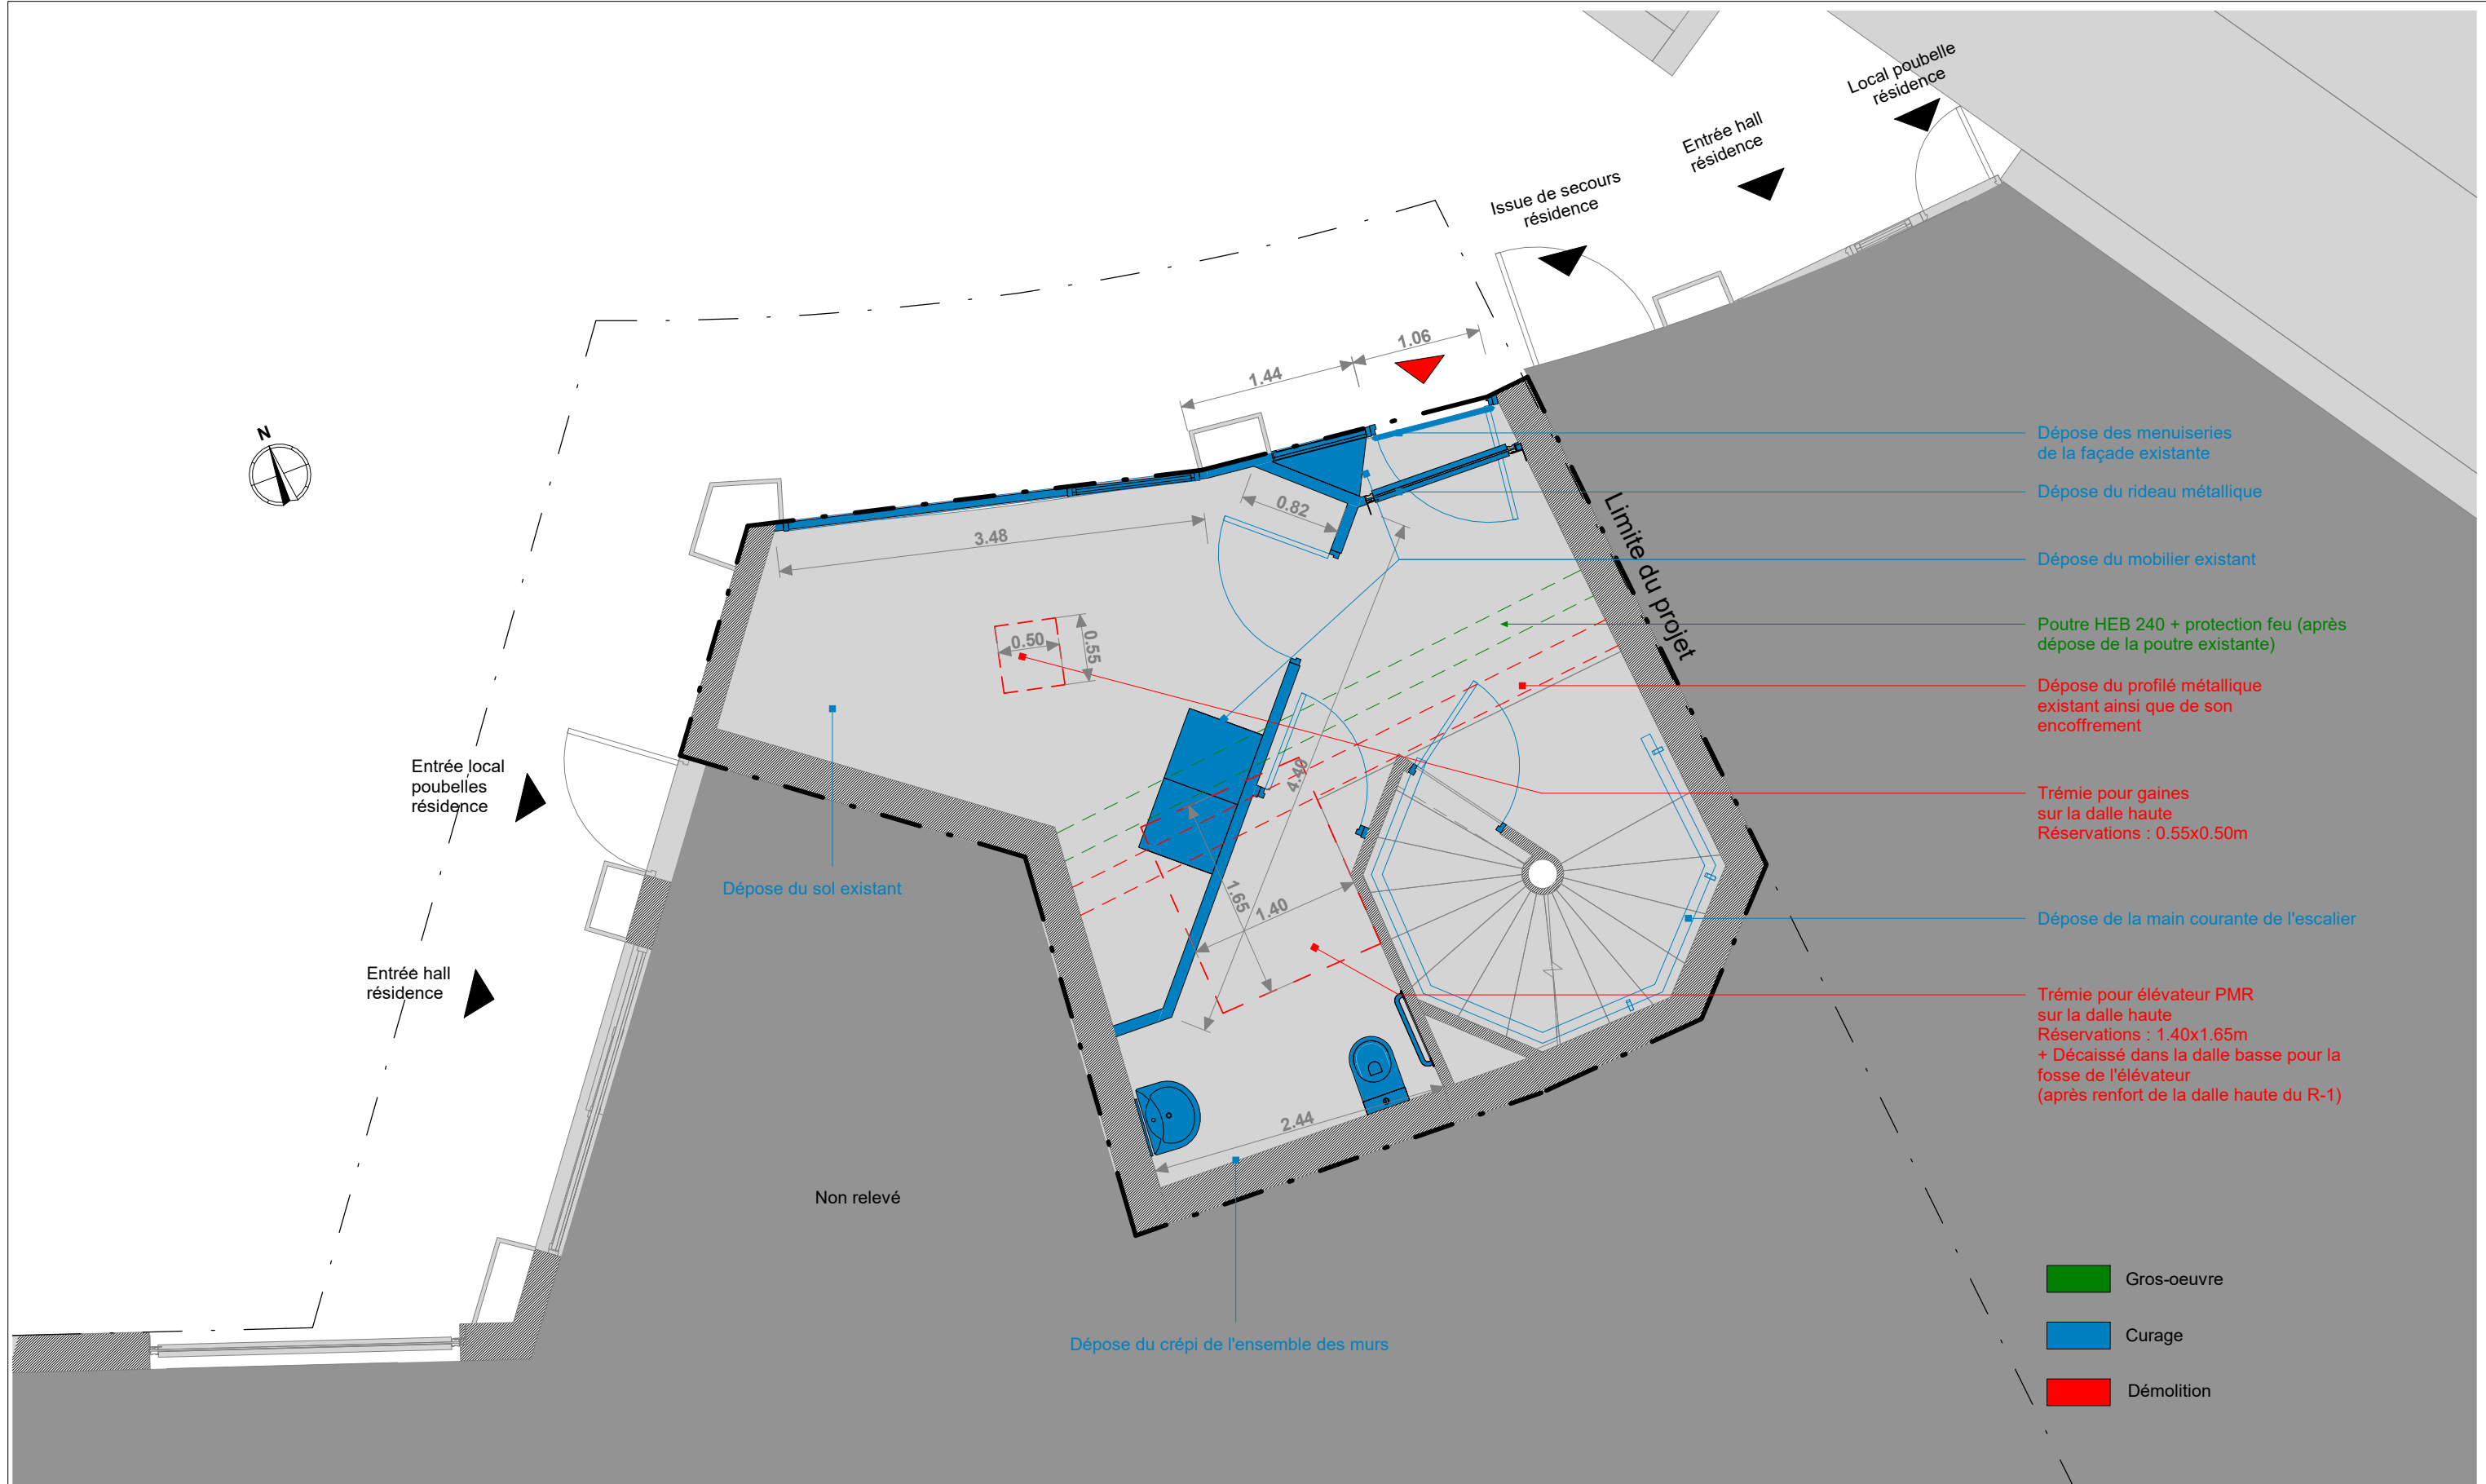 Local poubelle
résidence
Entrée hall
résidence
Issue de secours
résidence
1.06
1.44
N
0.82
3.48
Limite du projet
0.50
0.55
4.40
1.65
1.40
2.44
Dépose des menuiseries
de la façade existante
Dépose du rideau métallique
Dépose du mobilier existant
Poutre HEB 240 + protection feu (après
dépose de la poutre existante)
Dépose du profilé métallique
existant ainsi que de son
encoffrement
Trémie pour gaines
sur la dalle haute
Réservations : 0.55x0.50m
Dépose de la main courante de l'escalier
Trémie pour élévateur PMR
sur la dalle haute
Réservations : 1.40x1.65m
+ Décaissé dans la dalle basse pour la
fosse de l'élévateur
(après renfort de la dalle haute du R-1)
Entrée local
poubelles
résidence
Dépose du sol existant
Entrée hall
résidence
Non relevé
Dépose du crépi de l'ensemble des murs
Gros-oeuvre
Curage
Démolition